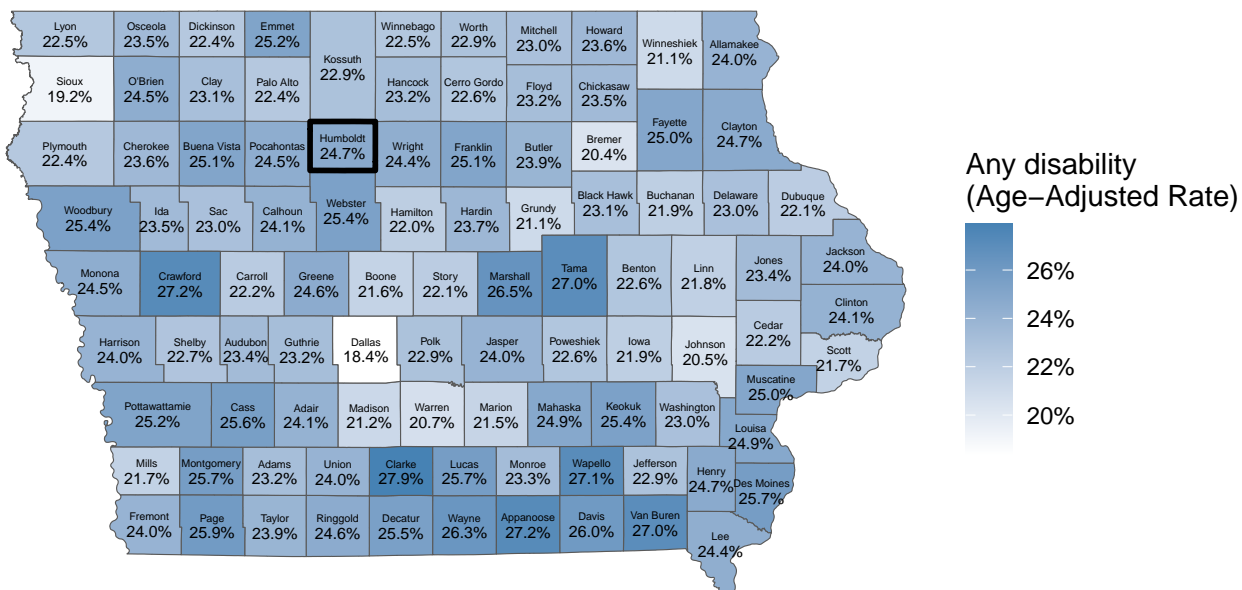 Lyon
22.5%
Osceola
23.5%
Dickinson
22.4%
Emmet
25.2%
Kossuth
22.9%
Winnebago
22.5%
Worth
22.9%
Mitchell
23.0%
Howard
23.6%
Winneshiek
21.1%
Allamakee
24.0%
Sioux
19.2%
O'Brien
24.5%
Clay
23.1%
Palo Alto
22.4%
Hancock
23.2%
Cerro Gordo
22.6%
Floyd
23.2%
Chickasaw
23.5%
Plymouth
22.4%
Cherokee
23.6%
Buena Vista
25.1%
Pocahontas
24.5%
Humboldt
24.7%
Wright
24.4%
Franklin
25.1%
Butler
23.9%
Bremer
20.4%
Fayette
25.0%
Clayton
24.7%
Woodbury
25.4%
Ida
23.5%
Sac
23.0%
Calhoun
24.1%
Webster
25.4%
Hamilton
22.0%
Hardin
23.7%
Grundy
21.1%
Black Hawk
23.1%
Buchanan
21.9%
Delaware
23.0%
Dubuque
22.1%
Monona
24.5%
Crawford
27.2%
Carroll
22.2%
Greene
24.6%
Boone
21.6%
Story
22.1%
Marshall
26.5%
Tama
27.0%
Benton
22.6%
Linn
21.8%
Jones
23.4%
Jackson
24.0%
Clinton
24.1%
Harrison
24.0%
Shelby
22.7%
Audubon
23.4%
Guthrie
23.2%
Dallas
18.4%
Polk
22.9%
Jasper
24.0%
Poweshiek
22.6%
Iowa
21.9%
Johnson
20.5%
Cedar
22.2%
Scott
21.7%
Muscatine
25.0%
Pottawattamie
25.2%
Cass
25.6%
Adair
24.1%
Madison
21.2%
Warren
20.7%
Marion
21.5%
Mahaska
24.9%
Keokuk
25.4%
Washington
23.0%
Louisa
24.9%
Mills
21.7%
Montgomery
25.7%
Adams
23.2%
Union
24.0%
Clarke
27.9%
Lucas
25.7%
Monroe
23.3%
Wapello
27.1%
Jefferson
22.9%
Henry
24.7%
Des Moines
25.7%
Fremont
24.0%
Page
25.9%
Taylor
23.9%
Ringgold
24.6%
Decatur
25.5%
Wayne
26.3%
Appanoose
27.2%
Davis
26.0%
Van Buren
27.0%
Lee
24.4%
Any disability
(Age−Adjusted Rate)
26%
24%
22%
20%